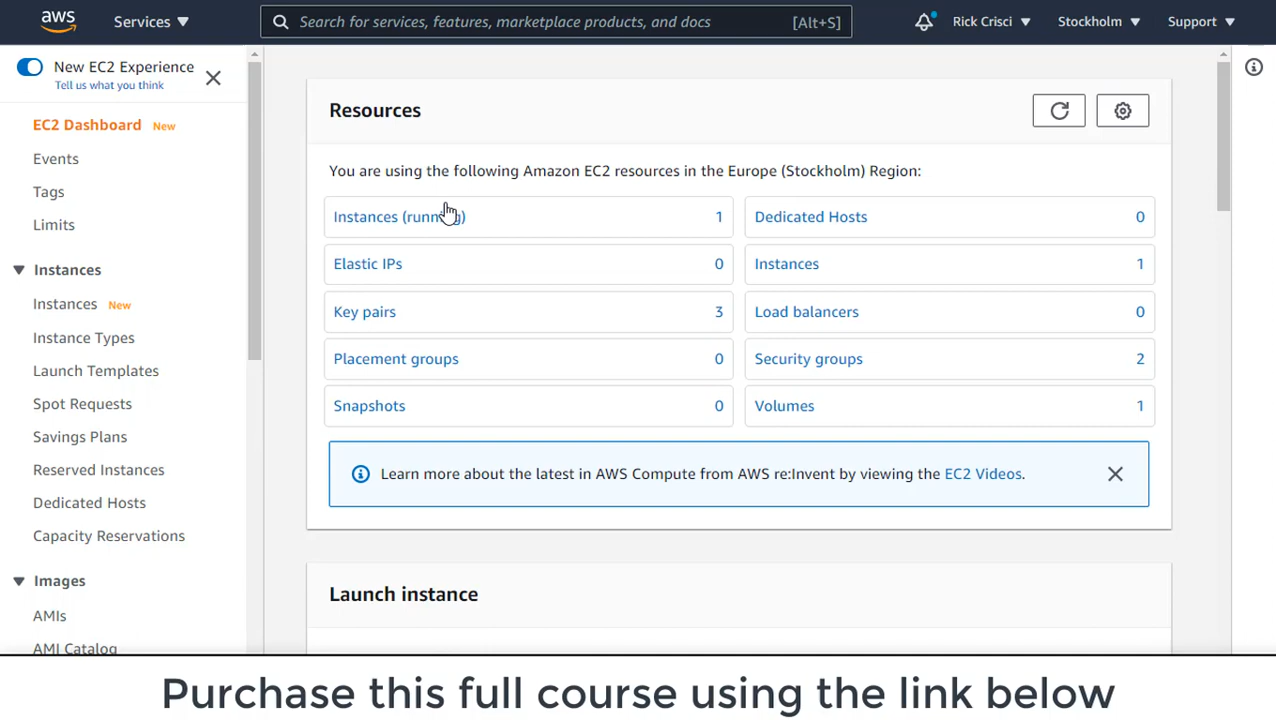 aws Services Search for services, features, marketplace products, and docs [Alt+S] Rick Crisci Stockholm Support
New EC2 Experience
Tell us what you think
EC2 Dashboard New
Events
Tags
Limits
Instances
Instances New
Instance Types
Launch Templates
Spot Requests
Savings Plans
Reserved Instances
Dedicated Hosts
Capacity Reservations
Images
AMIs
AMI Catalog
Resources
You are using the following Amazon EC2 resources in the Europe (Stockholm) Region:
Instances (running) 1 Dedicated Hosts 0
Elastic IPs 0 Instances 1
Key pairs 3 Load balancers 0
Placement groups 0 Security groups 2
Snapshots 0 Volumes 1
Learn more about the latest in AWS Compute from AWS re:Invent by viewing the EC2 Videos.
Launch instance
Purchase this full course using the link below